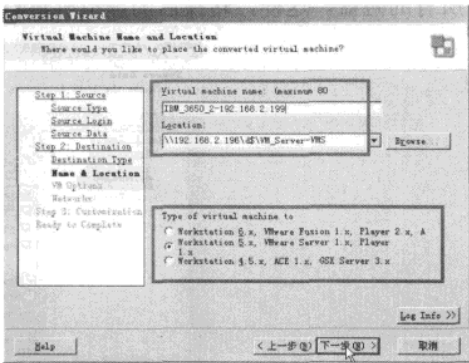 Conversion Wizard
Virtual Machine Name and Location
Where would you like to place the converted virtual machine?
Step 1: Source
Source Type
Source Login
Source Data
Step 2: Destination
Destination Type
Name & Location
VM Options
Networks
Step 3: Customization
Ready to Complete
Virtual machine name: (maximum 80
IBM_3650_2-192.168.2.199
Location:
\\192.168.2.196\d$\VM_Server-VMS
Browse...
Type of virtual machine to
Workstation 6.x, VMware Fusion 1.x, Player 2.x, A
Workstation 5.x, VMware Server 1.x, Player
1.x
Workstation 4.5.x, ACE 1.x, GSX Server 3.x
Log Info >>
Help
< 上一步(B)
下一步(N) >
取消